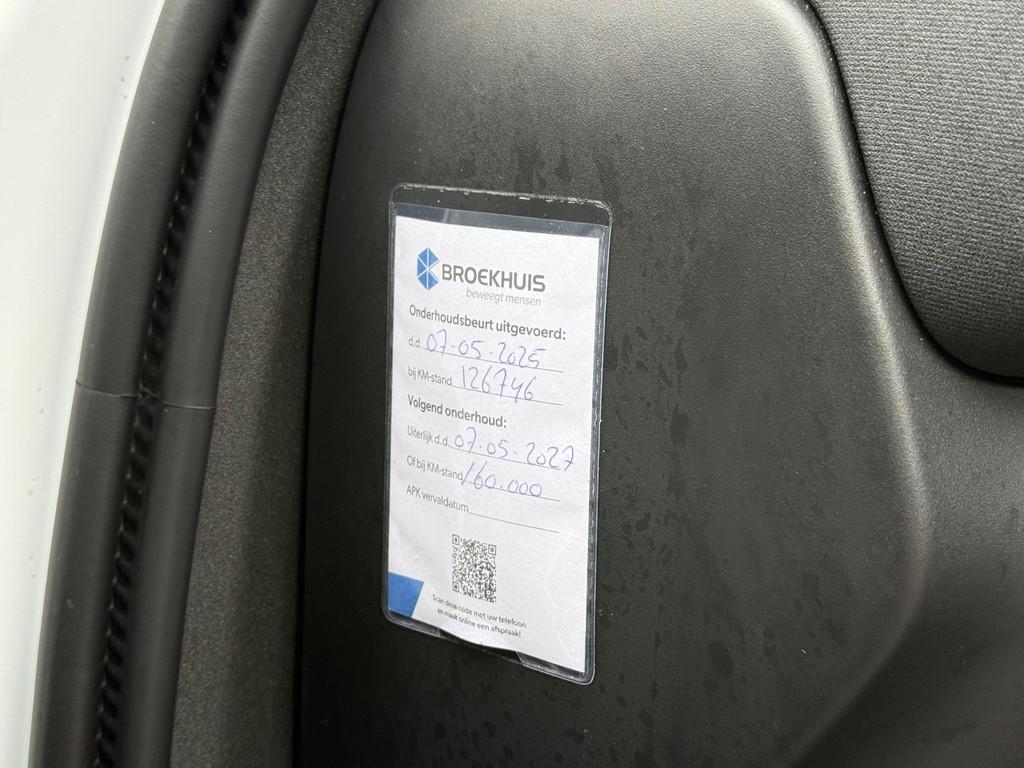 BROEKHUIS
beweegt mensen
Onderhoudsbeurt uitgevoerd:
d.d. 07-05-2025
bij KM-stand 126746
Volgend onderhoud:
Uiterlijk d.d. 07-05-2027
Of bij KM-stand 160.000
APK vervaldatum
Scan deze code met uw telefoon
en maak online een afspraak!